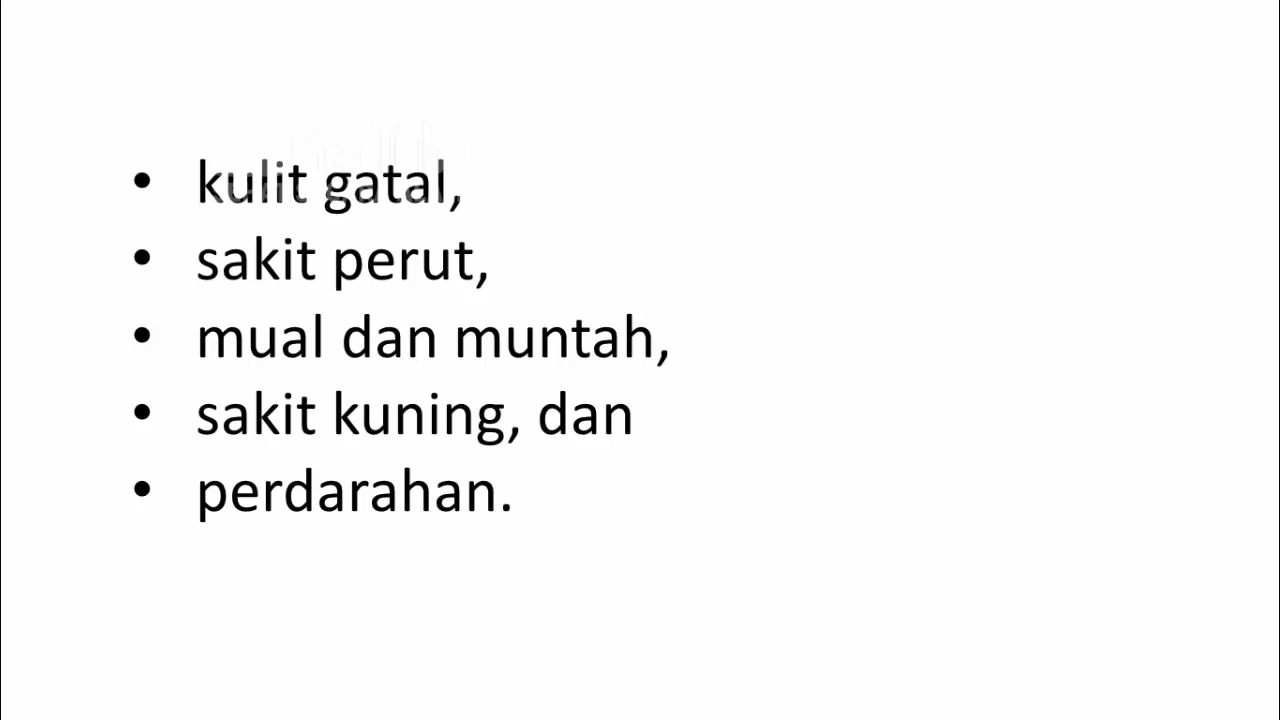 • kulit gatal,
• sakit perut,
• mual dan muntah,
• sakit kuning, dan
• perdarahan.